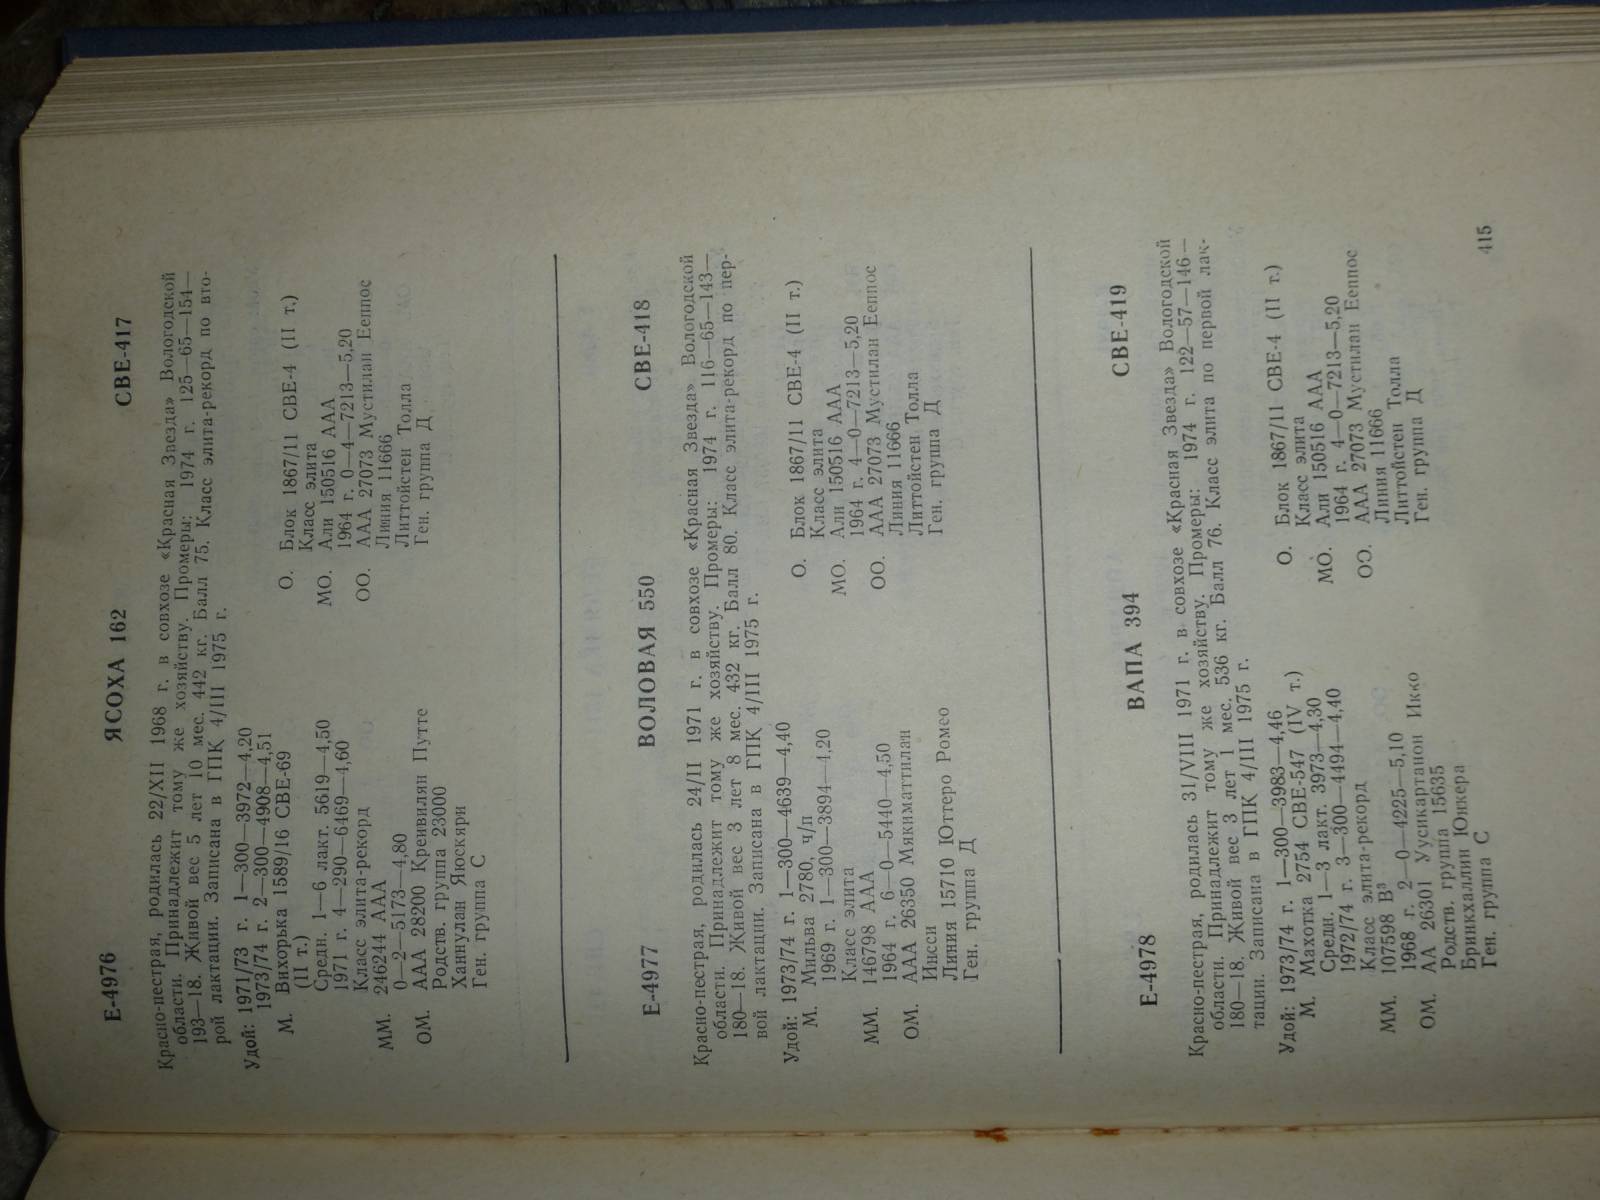 Е-4976 ЯСОХА 162 СВЕ-417
Красно-пестрая, родилась 22/XII 1968 г. в совхозе «Красная Звезда» Вологодской
области. Принадлежит тому же хозяйству. Промеры: 1974 г. 125—65—154—
193—18. Живой вес 5 лет 10 мес. 442 кг. Балл 75. Класс элита-рекорд по вто-
рой лактации. Записана в ГПК 4/III 1975 г.
Удой: 1971/73 г. 1—300—3972—4,20
1973/74 г. 2—300—4908—4,51
М. Вихорька 1589/16 СВЕ-69
(II т.)
Средн. 1—6 лакт. 5619—4,50
1971 г. 4—290—6469—4,60
Класс элита-рекорд
ММ. 246244 ААА
0—2—5173—4,80
ОМ. ААА 28200 Креивилян Путе
Родств. группа 23000
Ханнулан Яюскяри
Ген. группа С
О. Блок 1867/11 СВЕ-4 (II т.)
Класс элита
МО. Али 150516 ААА
1964 г. 0—4—7213—5,20
ОО. ААА 27073 Мустилан Ееппос
Линия 11666
Литтойстен Толла
Ген. группа Д
Е-4977 ВОЛОВАЯ 550 СВЕ-418
Красно-пестрая, родилась 24/II 1971 г. в совхозе «Красная Звезда» Вологодской
области. Принадлежит тому же хозяйству. Промеры: 1974 г. 116—65—143—
180—18. Живой вес 3 лет 8 мес. 432 кг. Балл 80. Класс элита-рекорд по пер-
вой лактации. Записана в ГПК 4/III 1975 г.
Удой: 1973/74 г. 1—300—4639—4,40
М. Мильва 2780, ч/п
1969 г. 1—300—3894—4,20
Класс элита
ММ. 146798 ААА
1964 г. 6—0—5440—4,50
ОМ. ААА 26350 Мякиматтилан
Иисси
Линия 15710 Юттеро Ромео
Ген. группа Д
О. Блок 1867/11 СВЕ-4 (II т.)
Класс элита
МО. Али 150516 ААА
1964 г. 4—0—7213—5,20
ОО. ААА 27073 Мустилан Ееппос
Линия 11666
Литтойстен Толла
Ген. группа Д
Е-4978 ВАПА 394 СВЕ-419
Красно-пестрая, родилась 31/VIII 1971 г. в совхозе «Красная Звезда» Вологодской
области. Принадлежит тому же хозяйству. Промеры: 1974 г. 122—57—146—
180—18. Живой вес 3 лет 1 мес. 536 кг. Балл 76. Класс элита по первой лак-
тации. Записана в ГПК 4/III 1975 г.
Удой: 1973/74 г. 1—300—3983—4,46
М. Махотка 2754 СВЕ-547 (IV т.)
Средн. 1—3 лакт. 3973—4,30
1972/74 г. 3—300—4494—4,40
Класс элита-рекорд
ММ. 107598 Вª
1968 г. 2—0—4225—5,10
ОМ. АА 26301 Уусикартанон Икко
Родств. группа 15635
Бринкхаллин Юнкера
Ген. группа С
О. Блок 1867/11 СВЕ-4 (II т.)
Класс элита
МО. Али 150516 ААА
1964 г. 4—0—7213—5,20
ОО. ААА 27073 Мустилан Ееппос
Линия 11666
Литтойстен Толла
Ген. группа Д
415